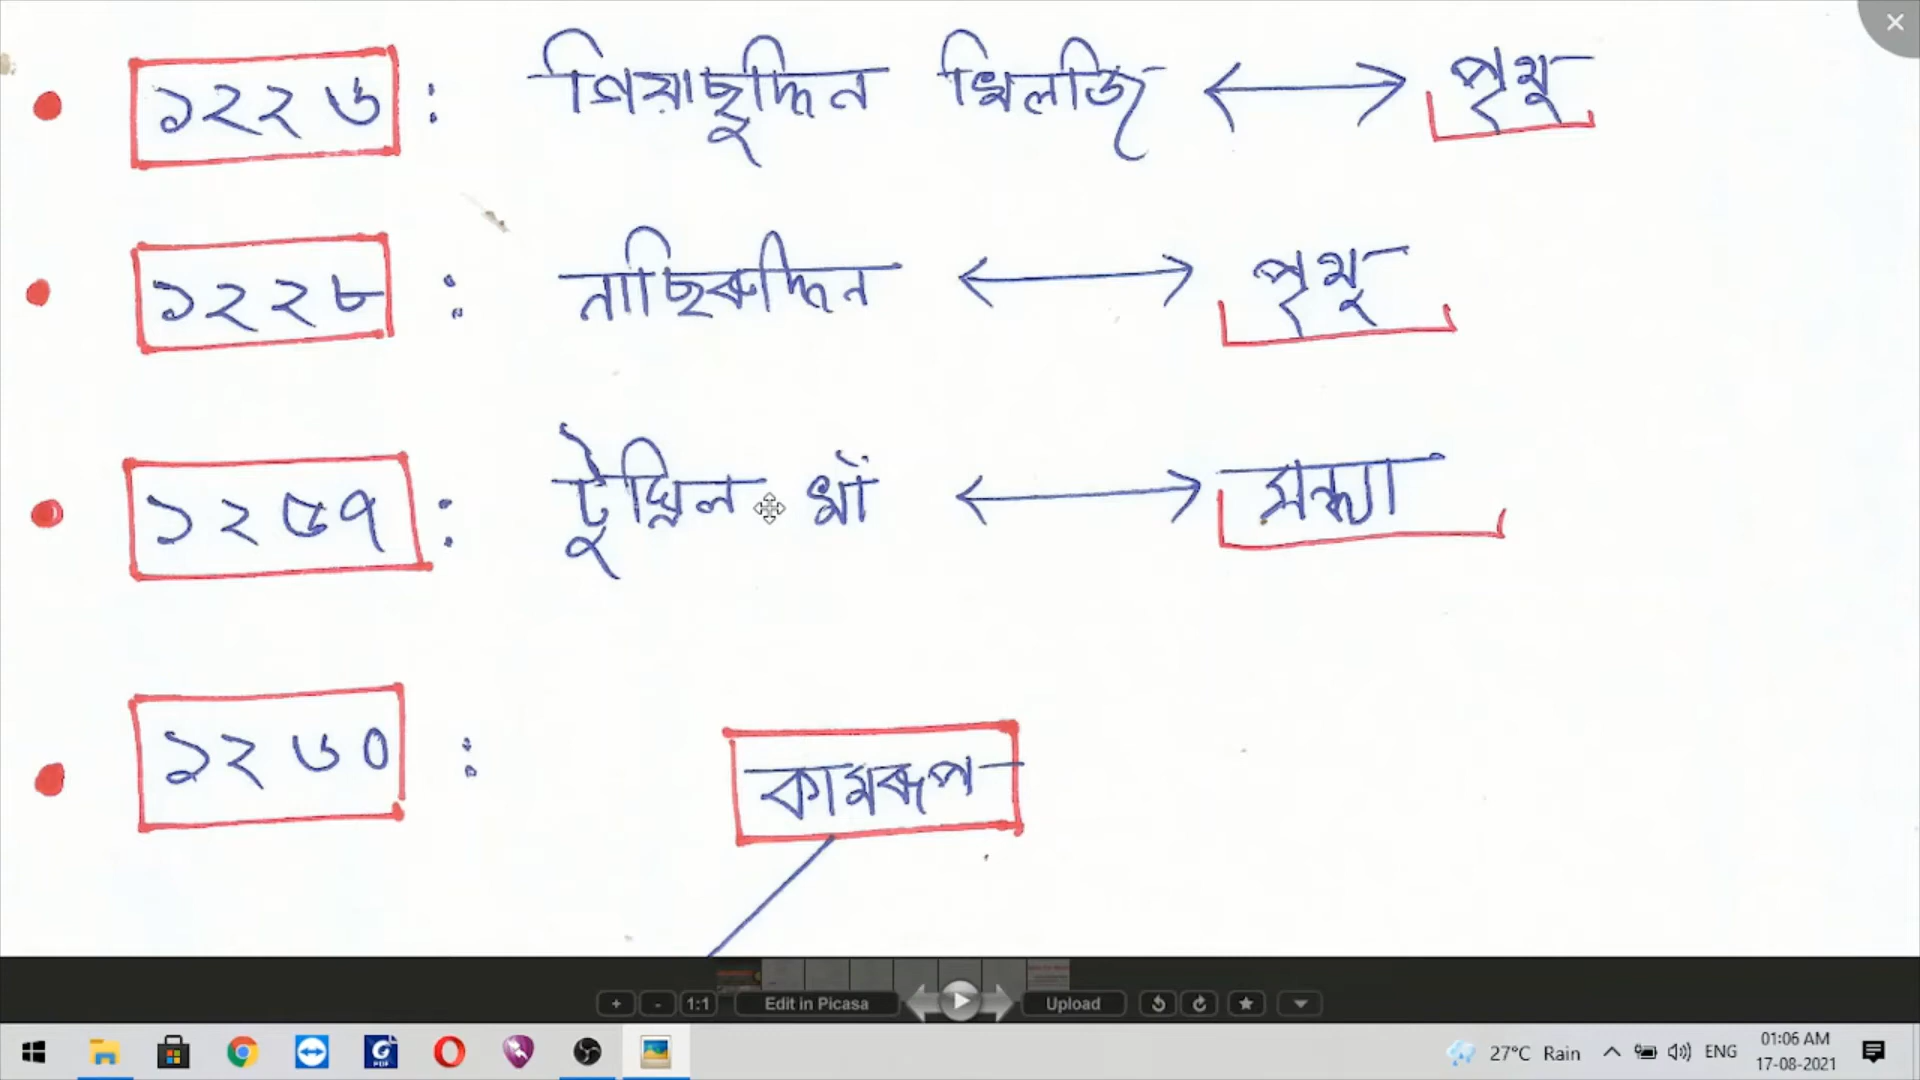 ১২২৬ : গিয়াছুদ্দিন খিলজি ↔ পৃথু
১২২৮ : নাছিৰুদ্দিন ↔ পৃথু
১২৫৭ : টুঘ্রিল খাঁ ↔ সন্ধ্যা
১২৬০ :
কামৰূপ
+ - 1:1 Edit in Picasa Upload
27°C Rain ENG 01:06 AM
17-08-2021